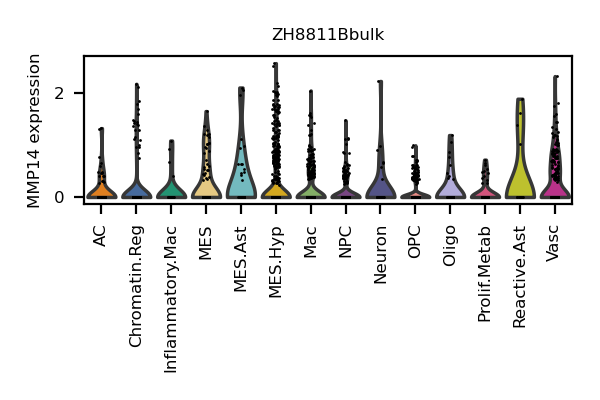 ZH8811Bbulk
MMP14 expression
2
0
AC
Chromatin.Reg
Inflammatory.Mac
MES
MES.Ast
MES.Hyp
Mac
NPC
Neuron
OPC
Oligo
Prolif.Metab
Reactive.Ast
Vasc